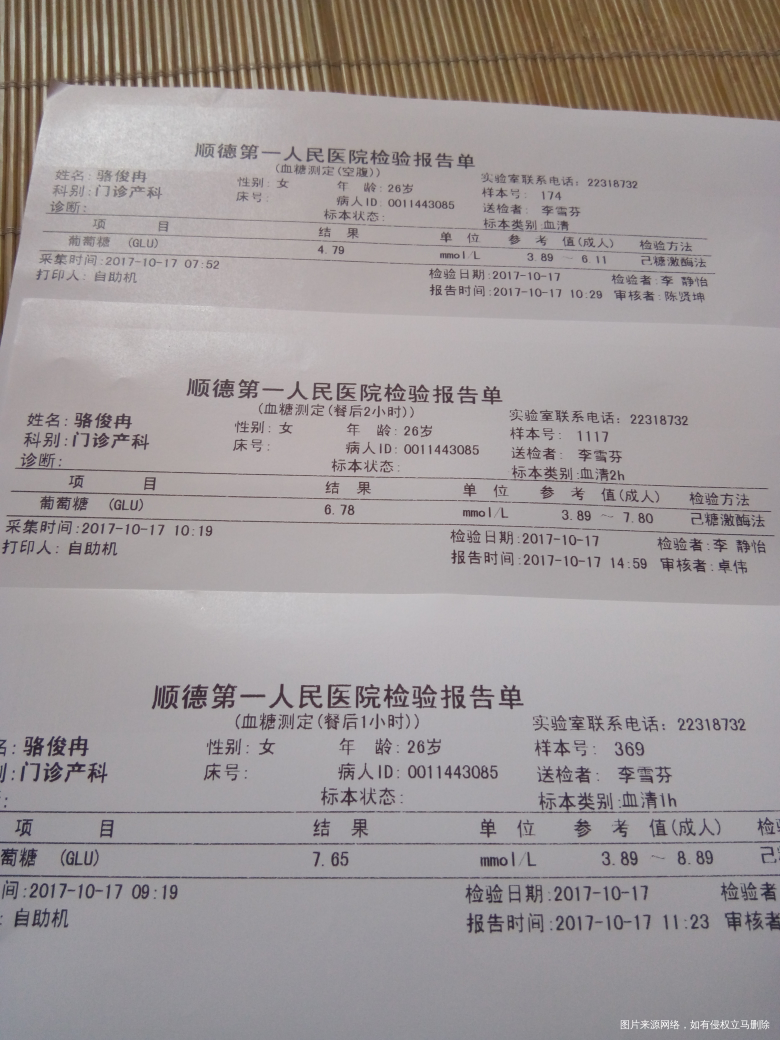 顺德第一人民医院检验报告单
(血糖测定(空腹))
实验室联系电话: 22318732
姓名: 骆俊冉 性别: 女 年 龄: 26岁 样本号: 174
科别: 门诊产科 床号: 病人ID: 0011443085 送检者: 李雪芬
诊断: 标本状态: 标本类别:血清
项 目 结 果 单 位 参 考 值(成人) 检验方法
葡萄糖 (GLU) 4.79 mmol/L 3.89 ~ 6.11 己糖激酶法
采集时间:2017-10-17 07:52 检验日期:2017-10-17 检验者:李 静怡
打印人: 自助机 报告时间:2017-10-17 10:29 审核者:陈贤坤
顺德第一人民医院检验报告单
(血糖测定(餐后2小时))
实验室联系电话: 22318732
姓名: 骆俊冉 性别: 女 年 龄: 26岁 样本号: 1117
科别: 门诊产科 床号: 病人ID: 0011443085 送检者: 李雪芬
诊断: 标本状态: 标本类别:血清2h
项 目 结 果 单 位 参 考 值(成人) 检验方法
葡萄糖 (GLU) 6.78 mmol/L 3.89 ~ 7.80 己糖激酶法
采集时间:2017-10-17 10:19 检验日期:2017-10-17 检验者:李 静怡
打印人: 自助机 报告时间:2017-10-17 14:59 审核者:卓伟
顺德第一人民医院检验报告单
(血糖测定(餐后1小时))
实验室联系电话: 22318732
名: 骆俊冉 性别: 女 年 龄: 26岁 样本号: 369
别: 门诊产科 床号: 病人ID: 0011443085 送检者: 李雪芬
: 标本状态: 标本类别:血清1h
项 目 结 果 单 位 参 考 值(成人) 检验
葡糖 (GLU) 7.65 mmol/L 3.89 ~ 8.89 己
间:2017-10-17 09:19 检验日期:2017-10-17 检验者
: 自助机 报告时间:2017-10-17 11:23 审核者
图片来源网络，如有侵权立马删除